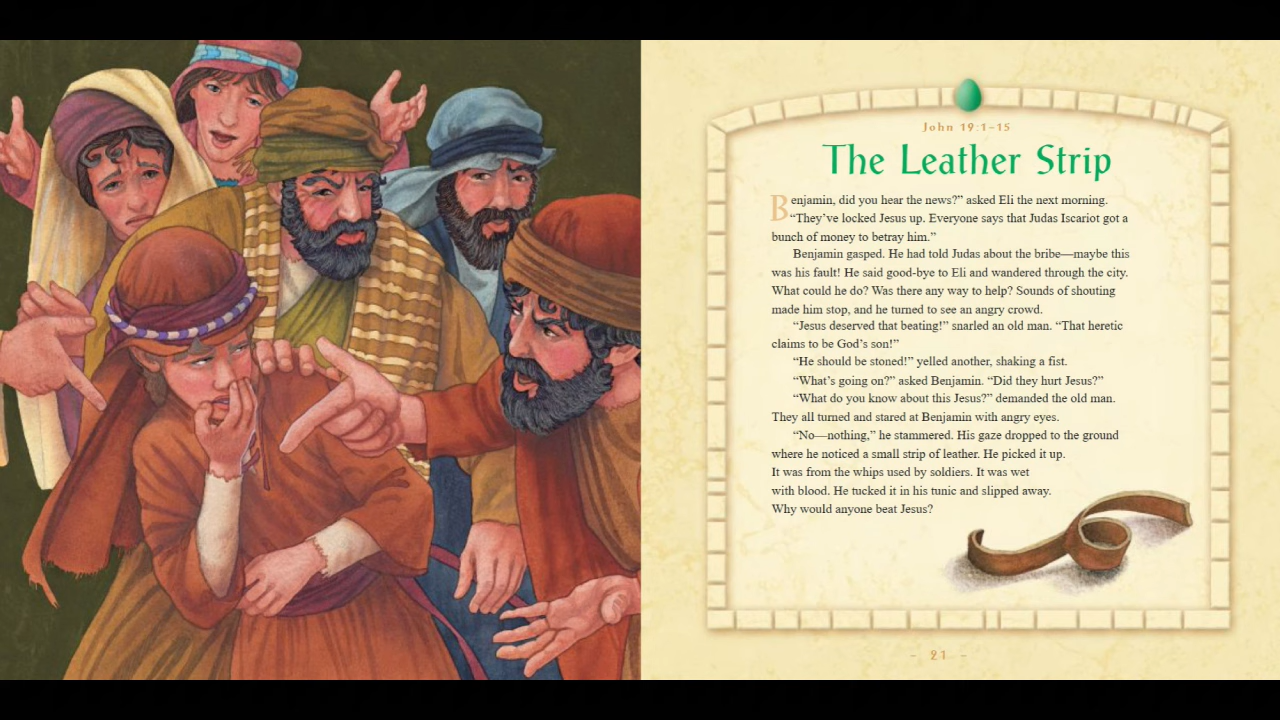 John 19:1–15
The Leather Strip
Benjamin, did you hear the news?” asked Eli the next morning.
“They’ve locked Jesus up. Everyone says that Judas Iscariot got a
bunch of money to betray him.”
Benjamin gasped. He had told Judas about the bribe—maybe this
was his fault! He said good-bye to Eli and wandered through the city.
What could he do? Was there any way to help? Sounds of shouting
made him stop, and he turned to see an angry crowd.
“Jesus deserved that beating!” snarled an old man. “That heretic
claims to be God’s son!”
“He should be stoned!” yelled another, shaking a fist.
“What’s going on?” asked Benjamin. “Did they hurt Jesus?”
“What do you know about this Jesus?” demanded the old man.
They all turned and stared at Benjamin with angry eyes.
“No—nothing,” he stammered. His gaze dropped to the ground
where he noticed a small strip of leather. He picked it up.
It was from the whips used by soldiers. It was wet
with blood. He tucked it in his tunic and slipped away.
Why would anyone beat Jesus?
- 21 -